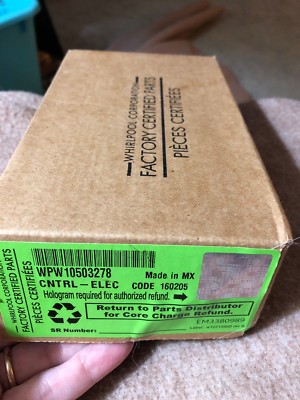 WHIRLPOOL CORPORATION
FACTORY CERTIFIED PARTS
PIÈCES CERTIFIÉES
WHIRLPOOL CORPORATION
FACTORY CERTIFIED PARTS
PIÈCES CERTIFIÉES
WPW10503278
Made in MX
CNTRL-ELEC CODE 160205
Hologram required for authorized refund.
Return to Parts Distributor
for Core Charge Refund.
EM3380989
SR Number: